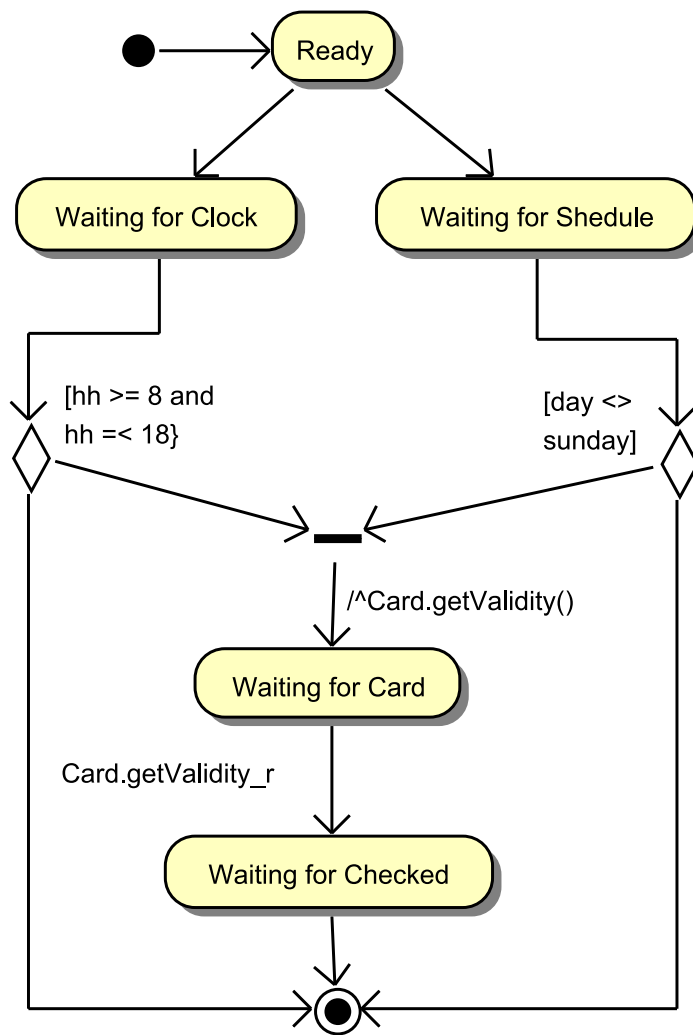 Ready
Waiting for Clock
Waiting for Shedule
[hh >= 8 and
hh =< 18}
[day <>
sunday]
/^Card.getValidity()
Waiting for Card
Card.getValidity_r
Waiting for Checked